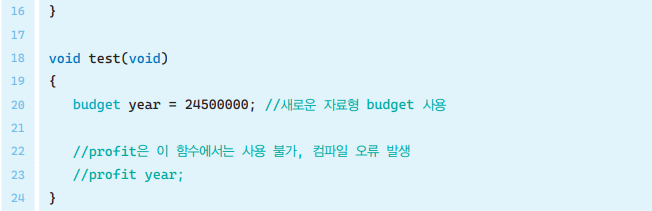 16 }
17
18 void test(void)
19 {
20 budget year = 24500000; //새로운 자료형 budget 사용
21
22 //profit은 이 함수에서는 사용 불가, 컴파일 오류 발생
23 //profit year;
24 }